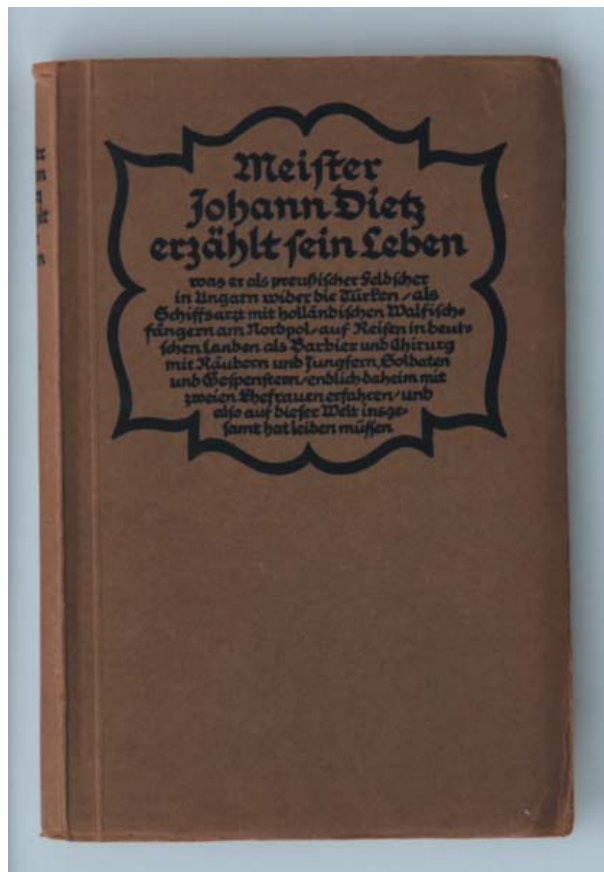 Meister
Johann Dietz
erzählt sein Leben
was er als preußischer Feldscher
in Ungarn wider die Türken / als
Schiffsarzt mit holländischen Walfisch-
fängern am Nordpol / auf Reisen in deut-
schen Landen als Barbier und Chirurg
mit Räubern und Jungfern, Soldaten
und Gespenstern / endlich daheim mit
zweien Ehefrauen erfahren / und
also auf dieser Welt insge-
samt hat leiden müssen